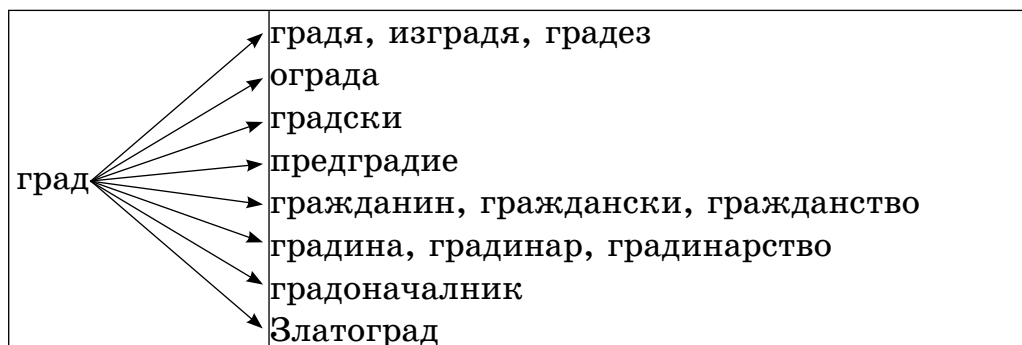 градя, изградя, градез
ограда
градски
предградие
град
гражданин, граждански, гражданство
градина, градинар, градинарство
градоначалник
Златоград